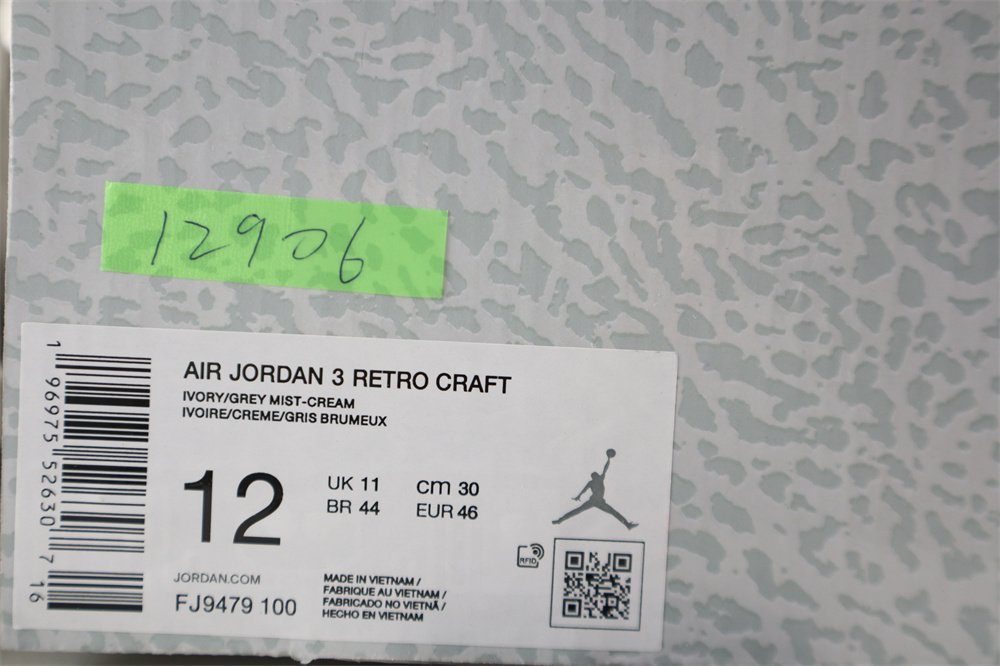 12906
AIR JORDAN 3 RETRO CRAFT
IVORY/GREY MIST-CREAM
IVOIRE/CREME/GRIS BRUMEUX
12
UK 11 cm 30
BR 44 EUR 46
RFID
JORDAN.COM
FJ9479 100
MADE IN VIETNAM /
FABRIQUE AU VIETNAM /
FABRICADO NO VIETNÃ /
HECHO EN VIETNAM
1 96975 52630 7 16